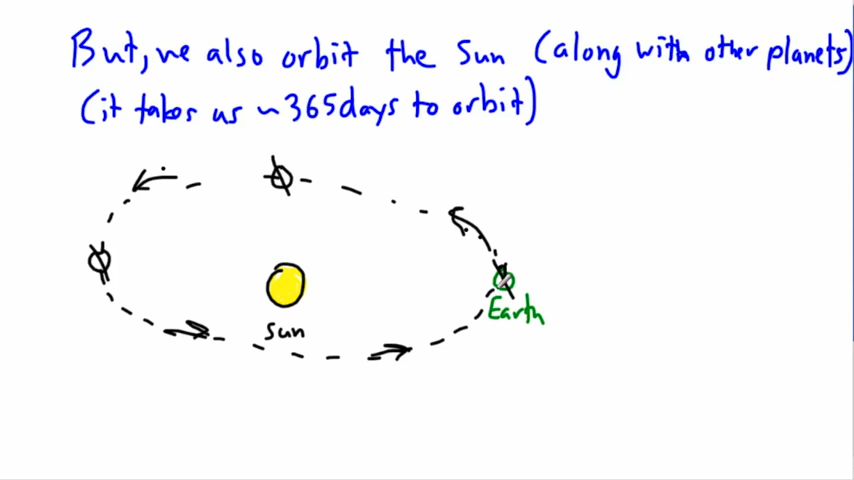 But, we also orbit the Sun (along with other planets)
(it takes us ~365days to orbit)
Sun
Earth